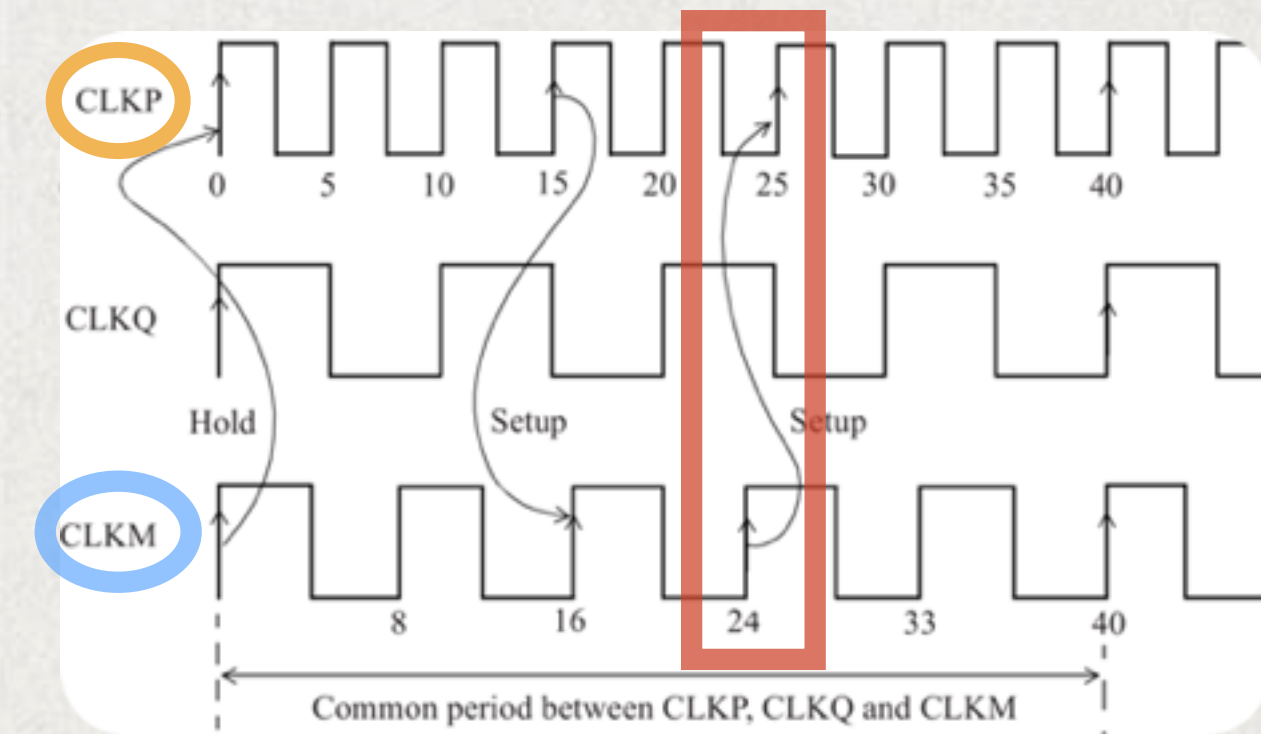 CLKP
0 5 10 15 20 25 30 35 40
CLKQ
Hold Setup Setup
CLKM
8 16 24 33 40
Common period between CLKP, CLKQ and CLKM